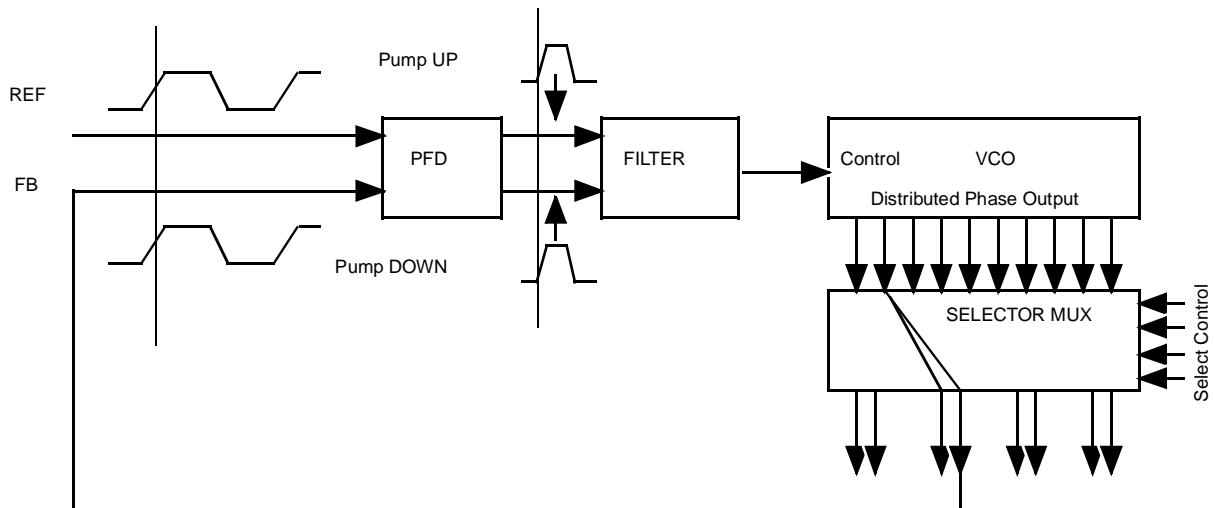 Pump UP
REF
PFD
FILTER
Control
VCO
FB
Distributed Phase Output
Pump DOWN
SELECTOR MUX
Select Control